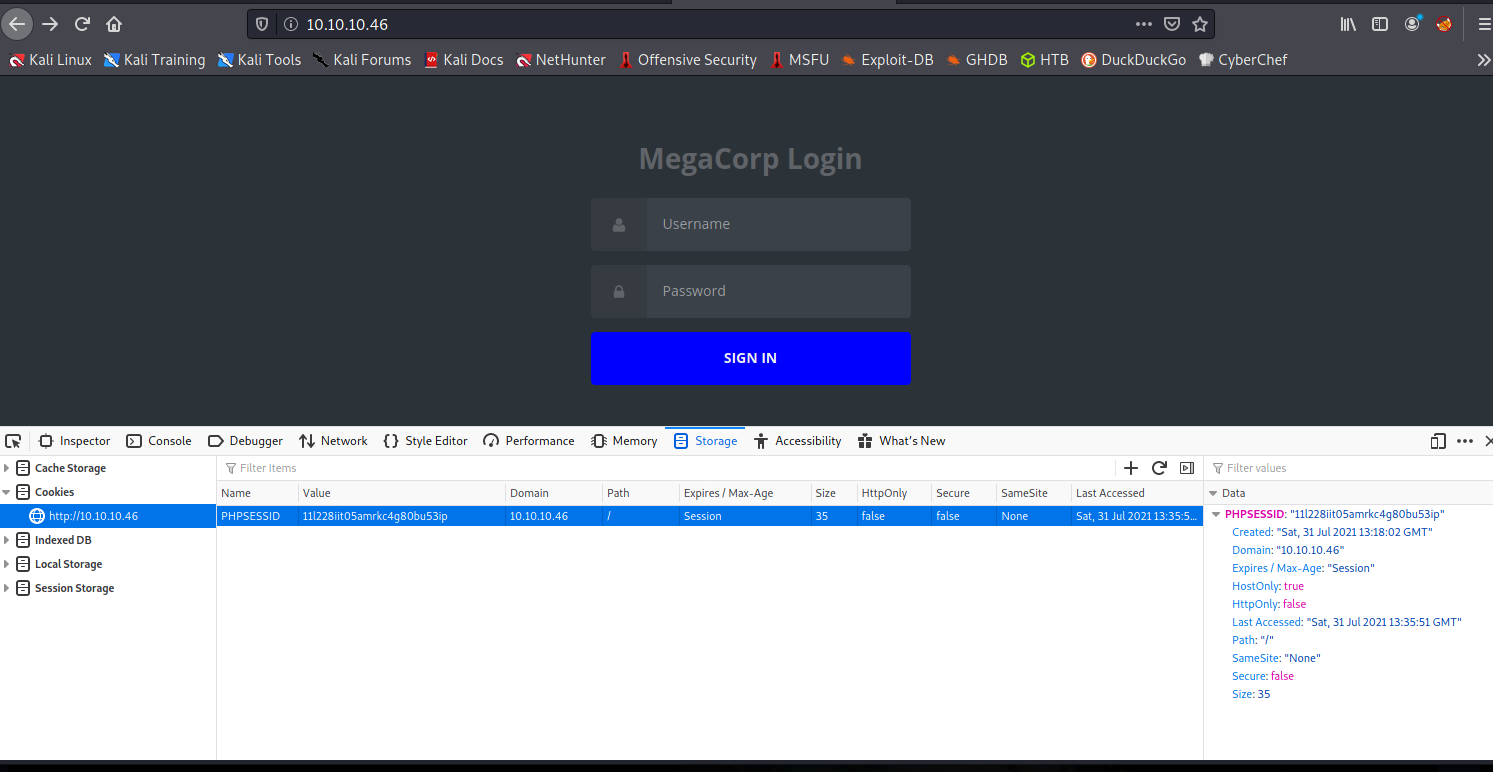 10.10.10.46
Kali Linux Kali Training Kali Tools Kali Forums Kali Docs NetHunter Offensive Security MSFU Exploit-DB GHDB HTB DuckDuckGo CyberChef
MegaCorp Login
Username
Password
SIGN IN
Inspector Console Debugger Network Style Editor Performance Memory Storage Accessibility What's New
Cache Storage
Cookies
http://10.10.10.46
Indexed DB
Local Storage
Session Storage
Filter Items
Name Value Domain Path Expires / Max-Age Size HttpOnly Secure SameSite Last Accessed
PHPSESSID 11l228iit05amrkc4g80bu53ip 10.10.10.46 / Session 35 false false None Sat, 31 Jul 2021 13:35:5...
Filter values
Data
PHPSESSID: "11l228iit05amrkc4g80bu53ip"
Created: "Sat, 31 Jul 2021 13:18:02 GMT"
Domain: "10.10.10.46"
Expires / Max-Age: "Session"
HostOnly: true
HttpOnly: false
Last Accessed: "Sat, 31 Jul 2021 13:35:51 GMT"
Path: "/"
SameSite: "None"
Secure: false
Size: 35